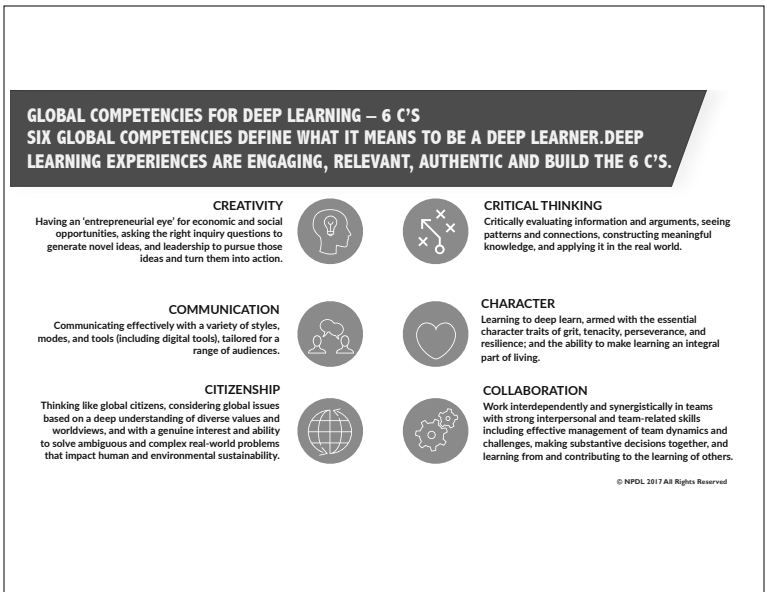 GLOBAL COMPETENCIES FOR DEEP LEARNING – 6 C'S
SIX GLOBAL COMPETENCIES DEFINE WHAT IT MEANS TO BE A DEEP LEARNER.DEEP
LEARNING EXPERIENCES ARE ENGAGING, RELEVANT, AUTHENTIC AND BUILD THE 6 C'S.
CREATIVITY
Having an 'entrepreneurial eye' for economic and social
opportunities, asking the right inquiry questions to
generate novel ideas, and leadership to pursue those
ideas and turn them into action.
CRITICAL THINKING
Critically evaluating information and arguments, seeing
patterns and connections, constructing meaningful
knowledge, and applying it in the real world.
COMMUNICATION
Communicating effectively with a variety of styles,
modes, and tools (including digital tools), tailored for a
range of audiences.
CHARACTER
Learning to deep learn, armed with the essential
character traits of grit, tenacity, perseverance, and
resilience; and the ability to make learning an integral
part of living.
CITIZENSHIP
Thinking like global citizens, considering global issues
based on a deep understanding of diverse values and
worldviews, and with a genuine interest and ability
to solve ambiguous and complex real-world problems
that impact human and environmental sustainability.
COLLABORATION
Work interdependently and synergistically in teams
with strong interpersonal and team-related skills
including effective management of team dynamics and
challenges, making substantive decisions together, and
learning from and contributing to the learning of others.
© NPDL 2017 All Rights Reserved